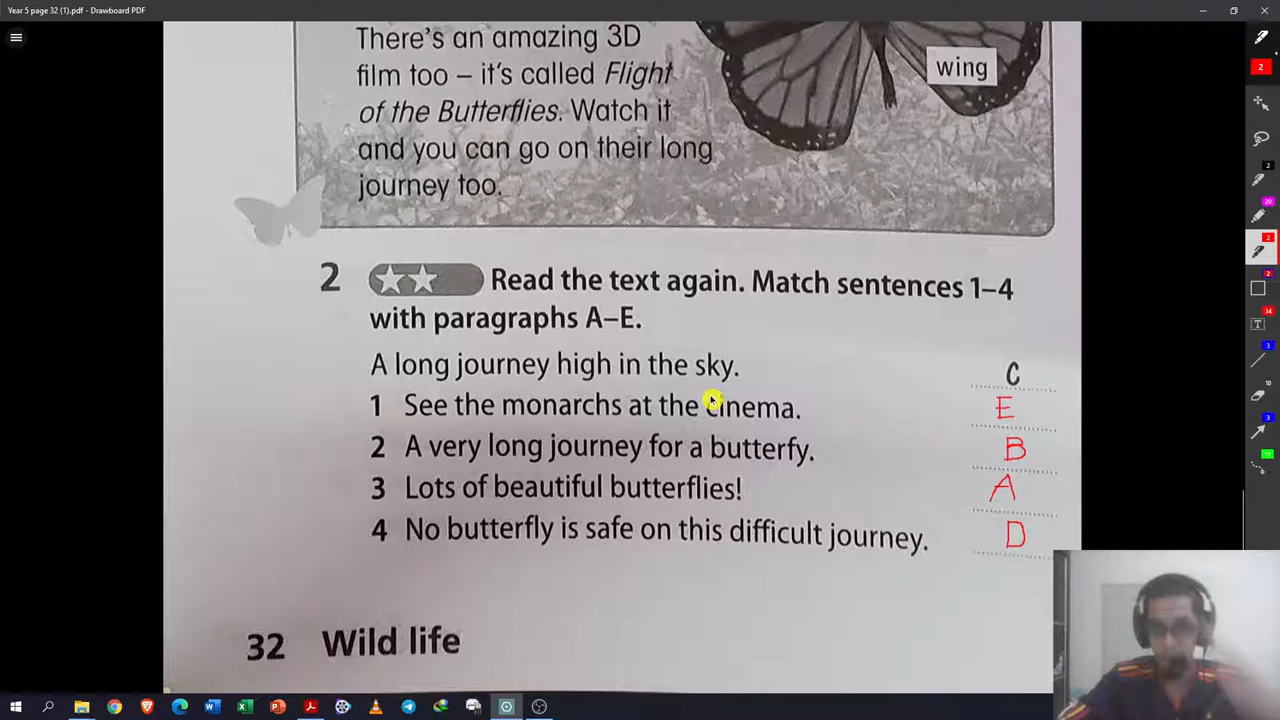 Year 5 page 32 (1).pdf - Drawboard PDF
There's an amazing 3D
film too – it's called Flight
of the Butterflies. Watch it
and you can go on their long
journey too.
wing
2 Read the text again. Match sentences 1–4
with paragraphs A–E.
A long journey high in the sky. C
1 See the monarchs at the cinema. E
2 A very long journey for a butterfy. B
3 Lots of beautiful butterflies! A
4 No butterfly is safe on this difficult journey. D
32 Wild life